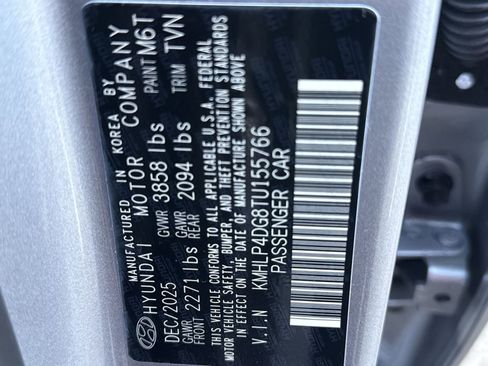 MANUFACTURED IN KOREA BY
HYUNDAI MOTOR COMPANY
PAINT M6T
DEC/2025 GVWR 3858 lbs TRIM TVN
GAWR FRONT 2271 lbs GAWR REAR 2094 lbs
THIS VEHICLE CONFORMS TO ALL APPLICABLE U.S.A. FEDERAL
MOTOR VEHICLE SAFETY, BUMPER, AND THEFT PREVENTION STANDARDS
IN EFFECT ON THE DATE OF MANUFACTURE SHOWN ABOVE
V.I.N KMHLP4DG8TU155766
PASSENGER CAR